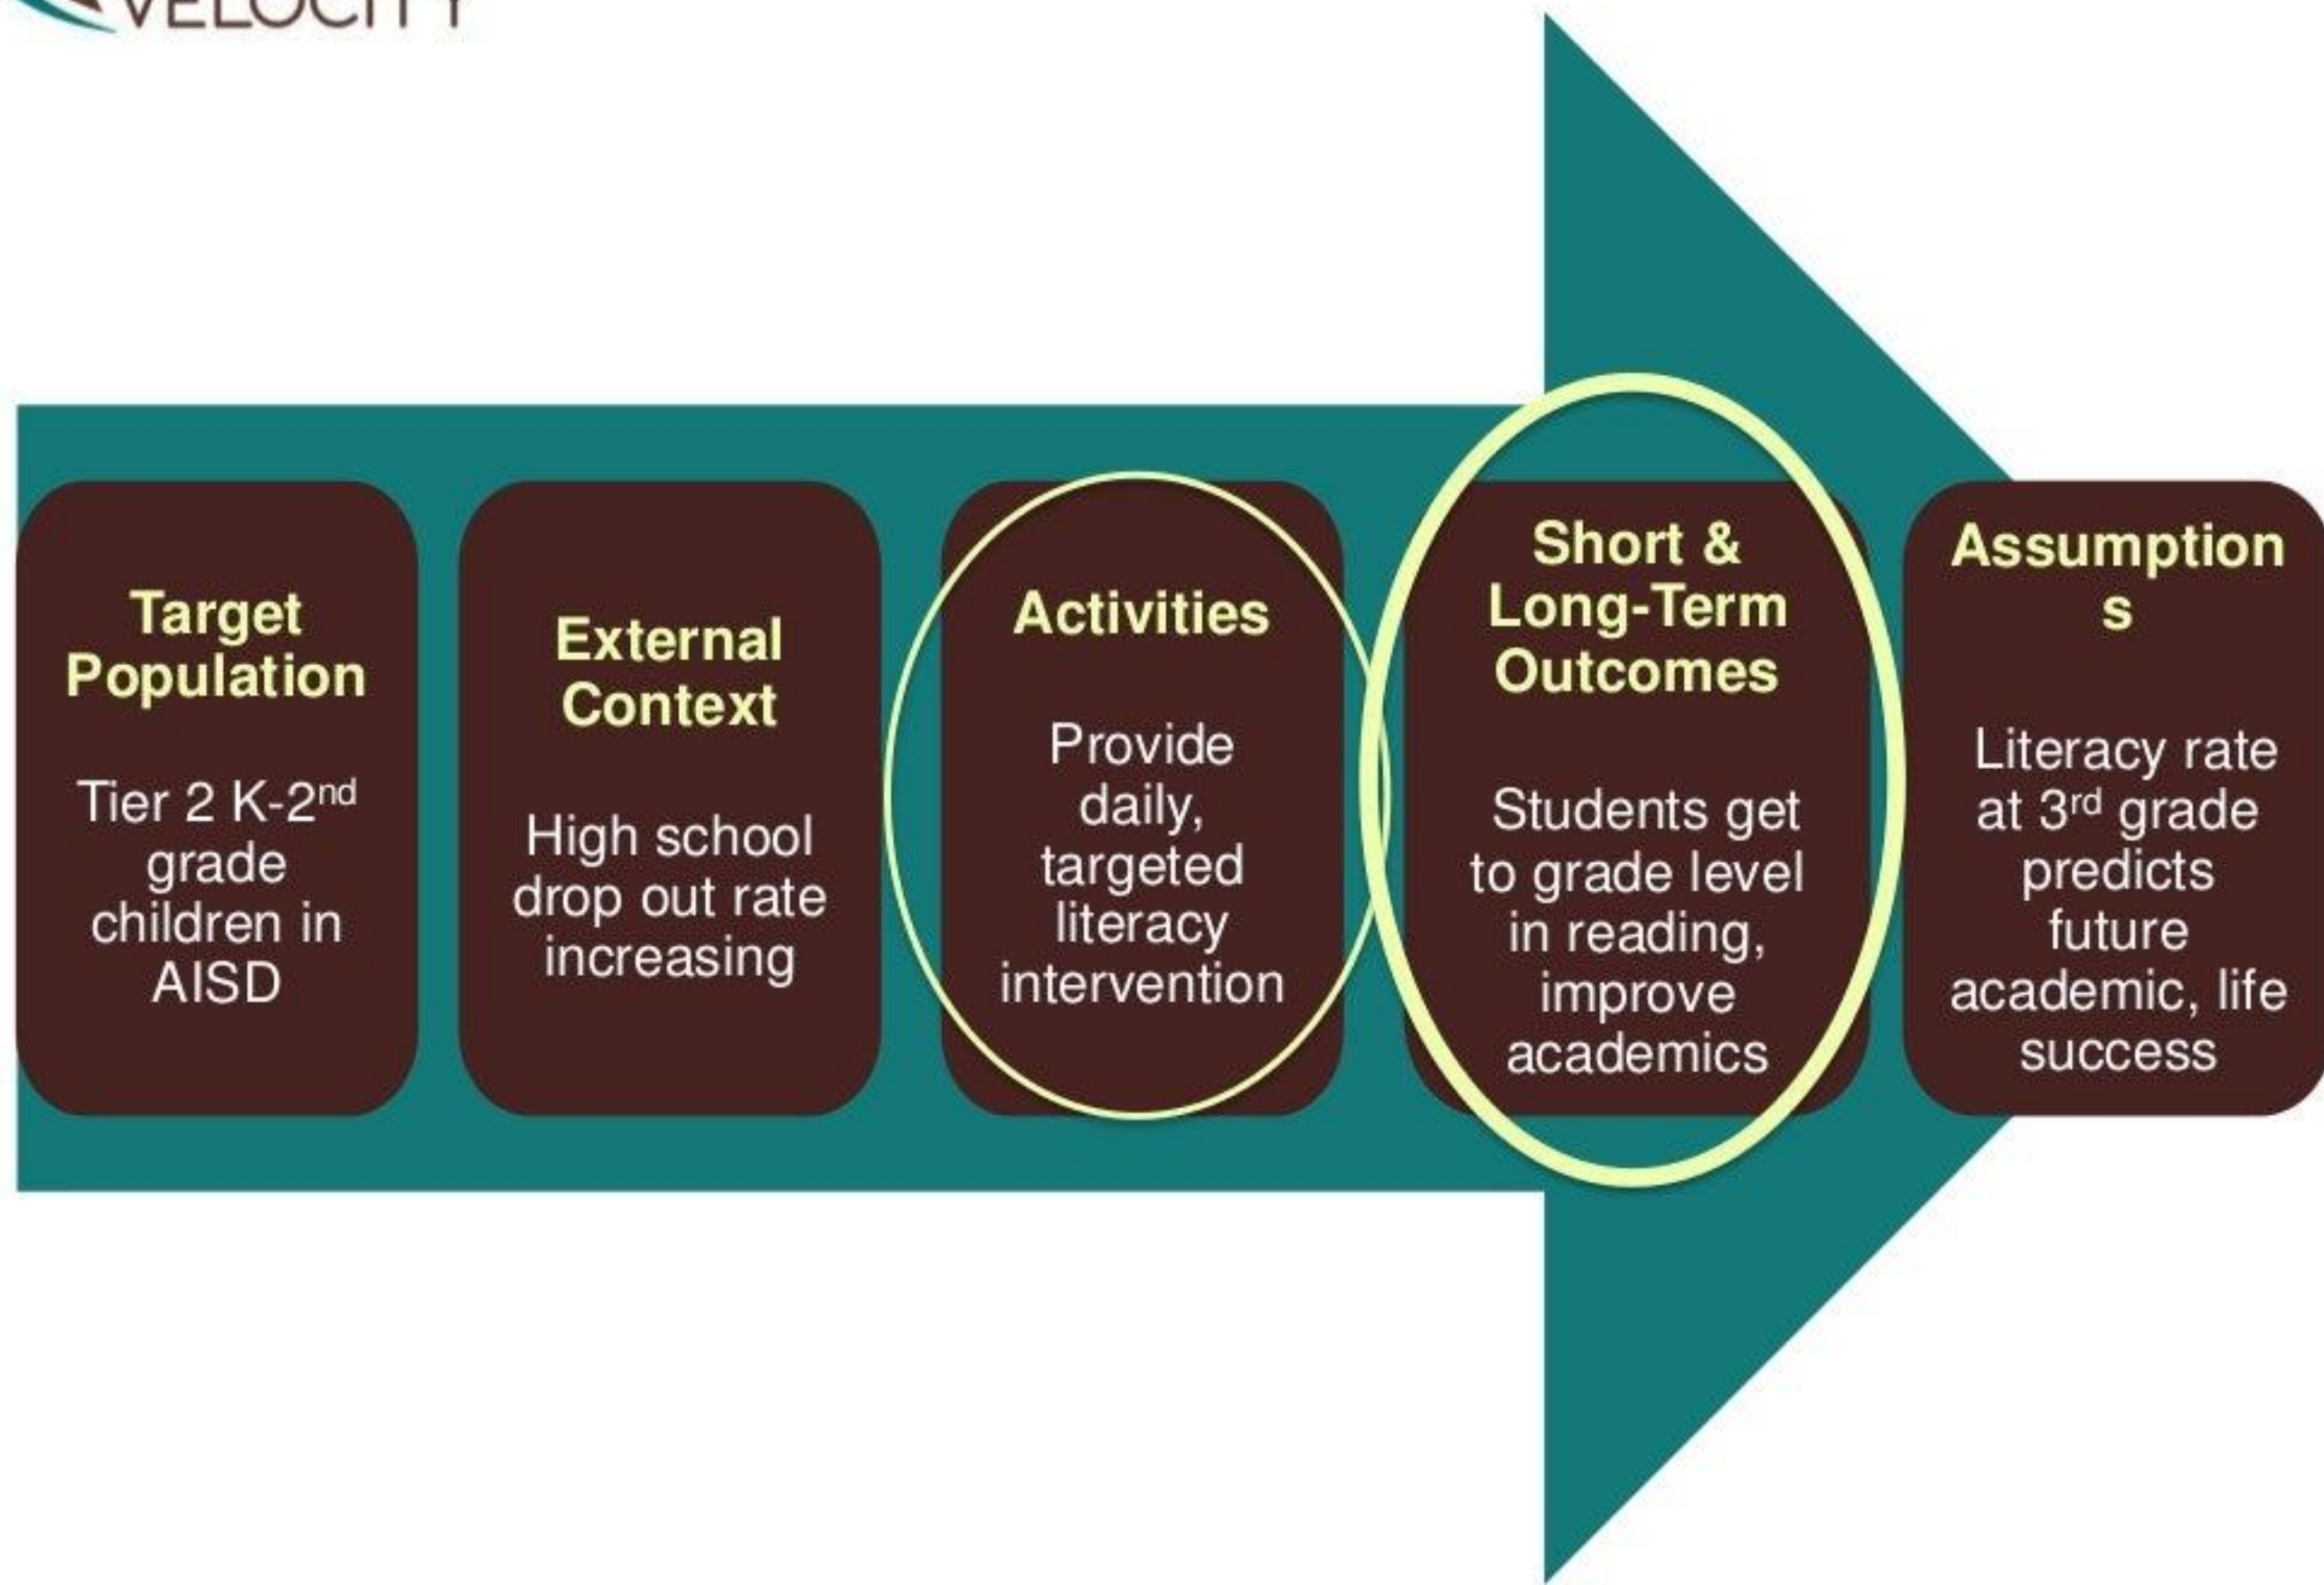 VELOCITY
Target
Population
Tier 2 K-2nd
grade
children in
AISD
External
Context
High school
drop out rate
increasing
Activities
Provide
daily,
targeted
literacy
intervention
Short &
Long-Term
Outcomes
Students get
to grade level
in reading,
improve
academics
Assumption
s
Literacy rate
at 3rd grade
predicts
future
academic, life
success